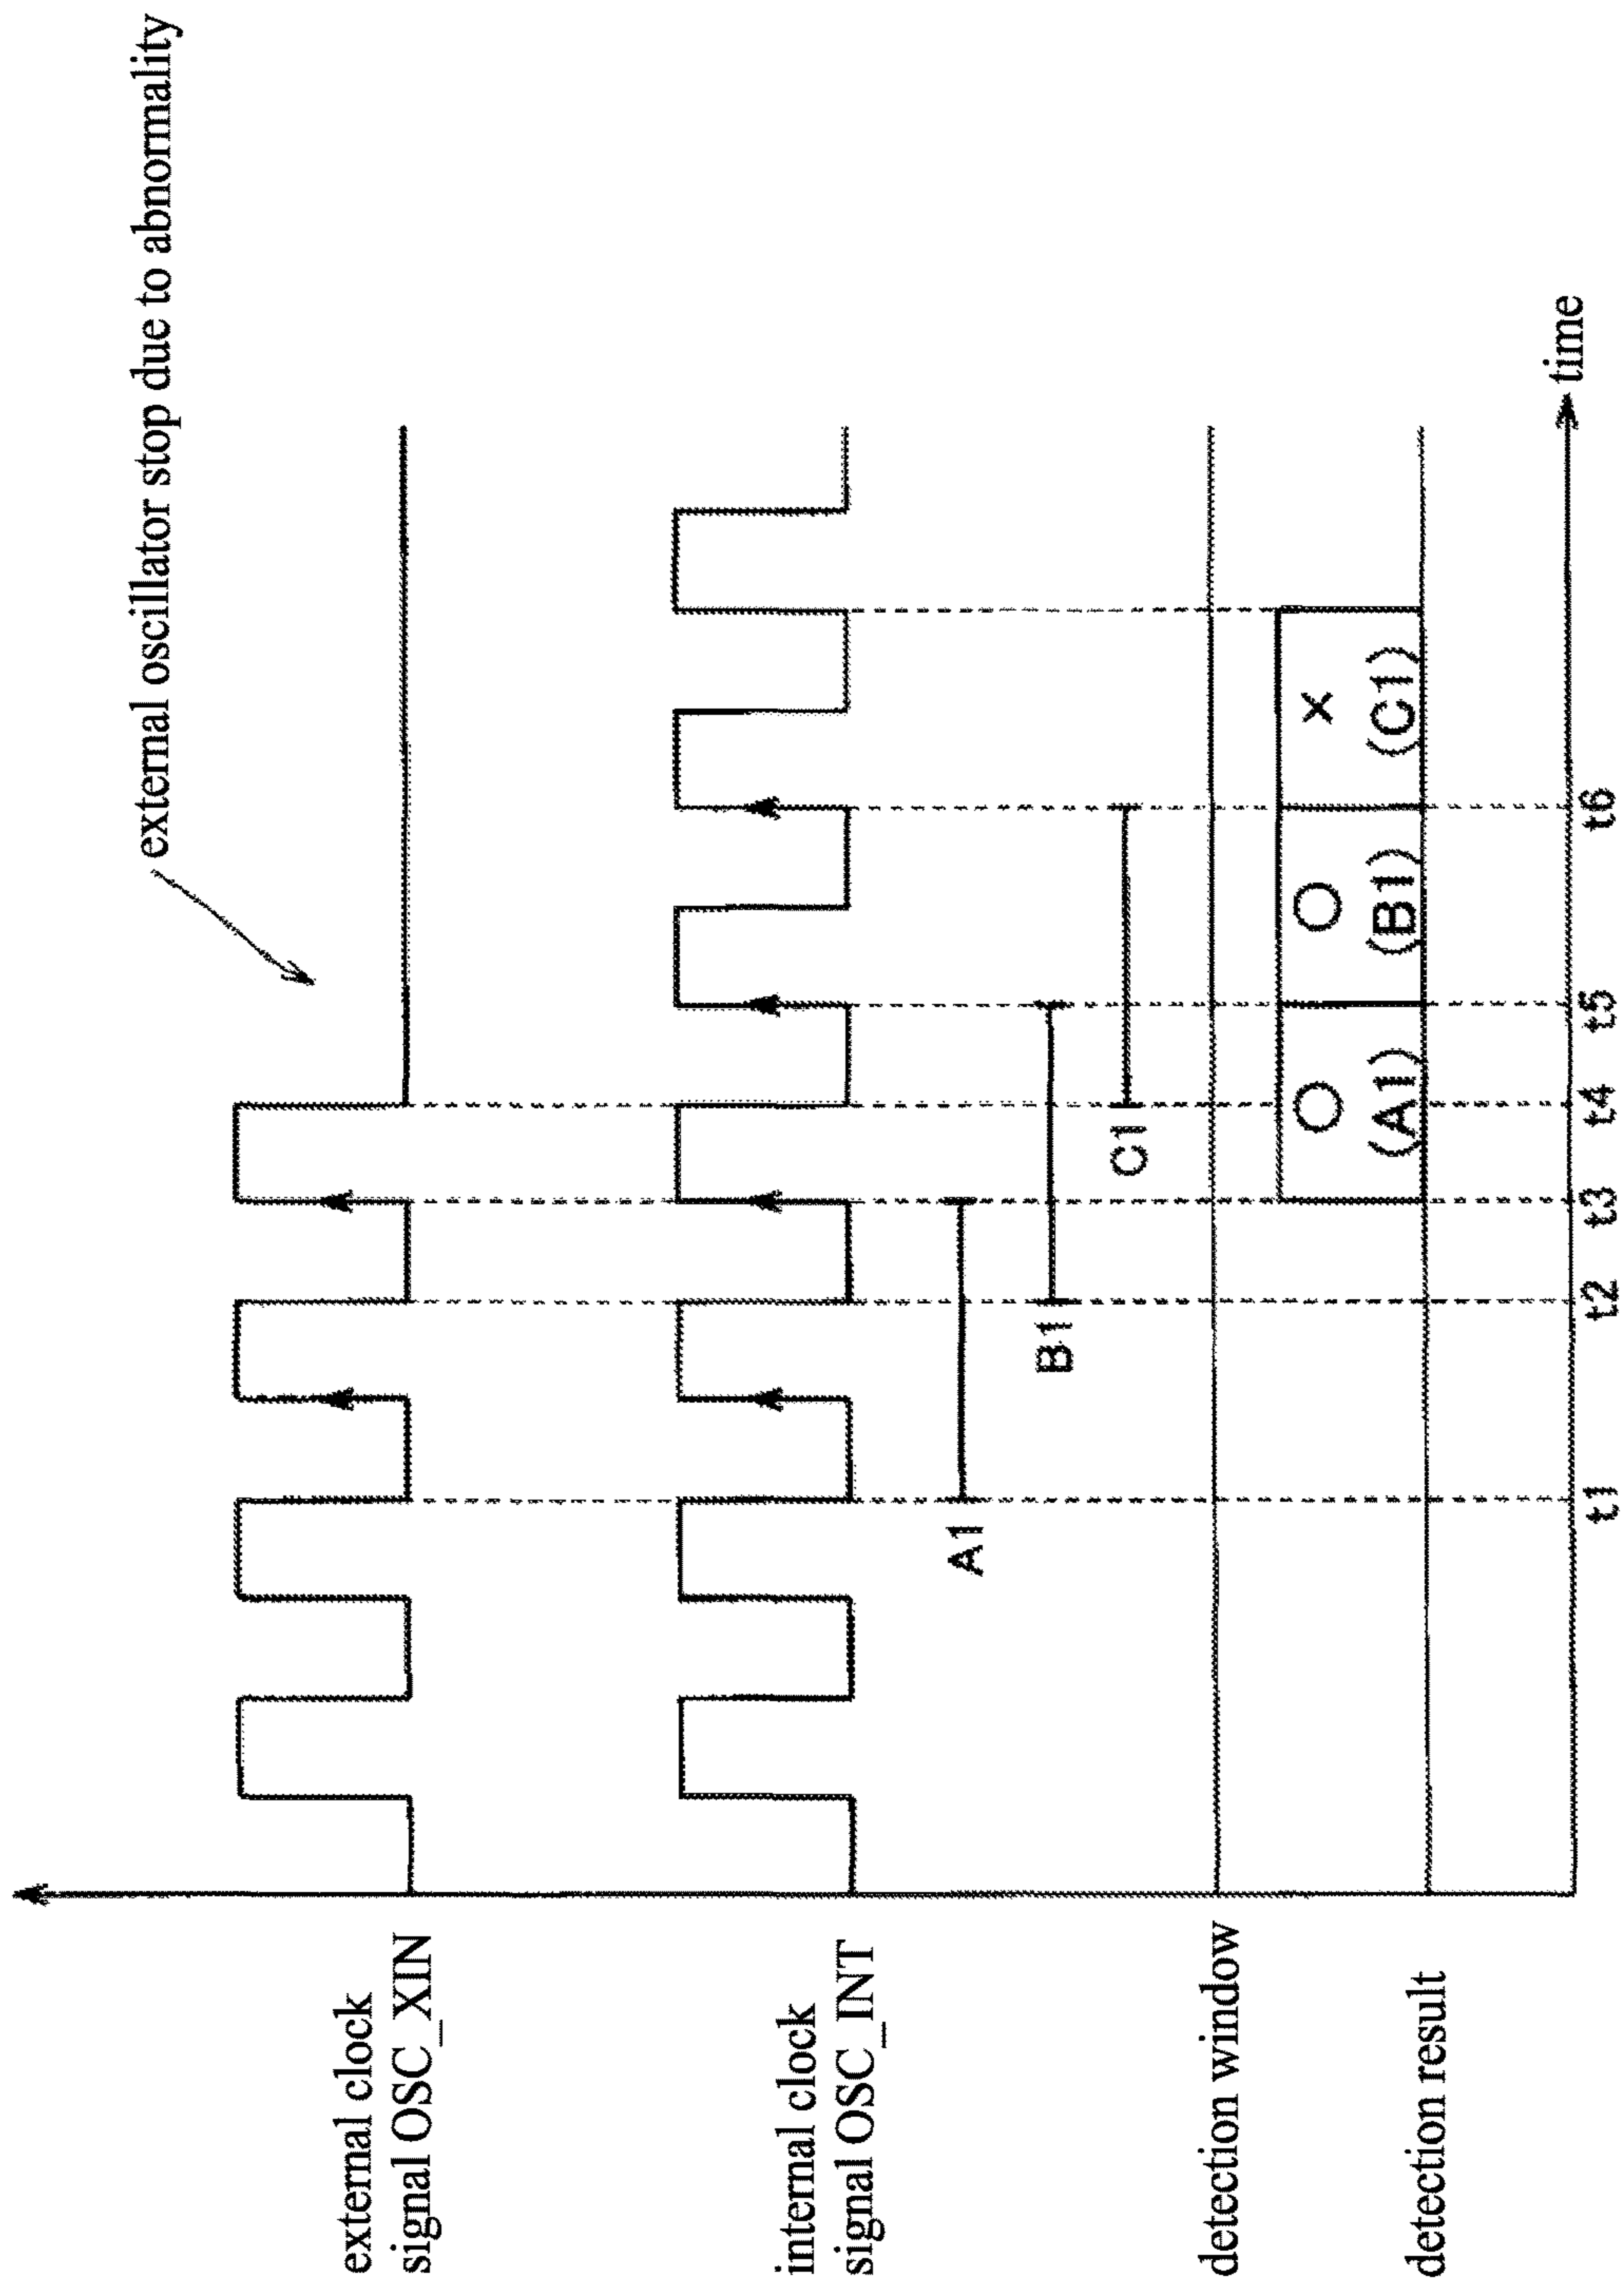 external oscillator stop due to abnormality
external clock
signal OSC_XIN
internal clock
signal OSC_INT
A1
B1
C1
detection window
detection result
○ ○ ×
(A1) (B1) (C1)
time
t1 t2 t3 t4 t5 t6